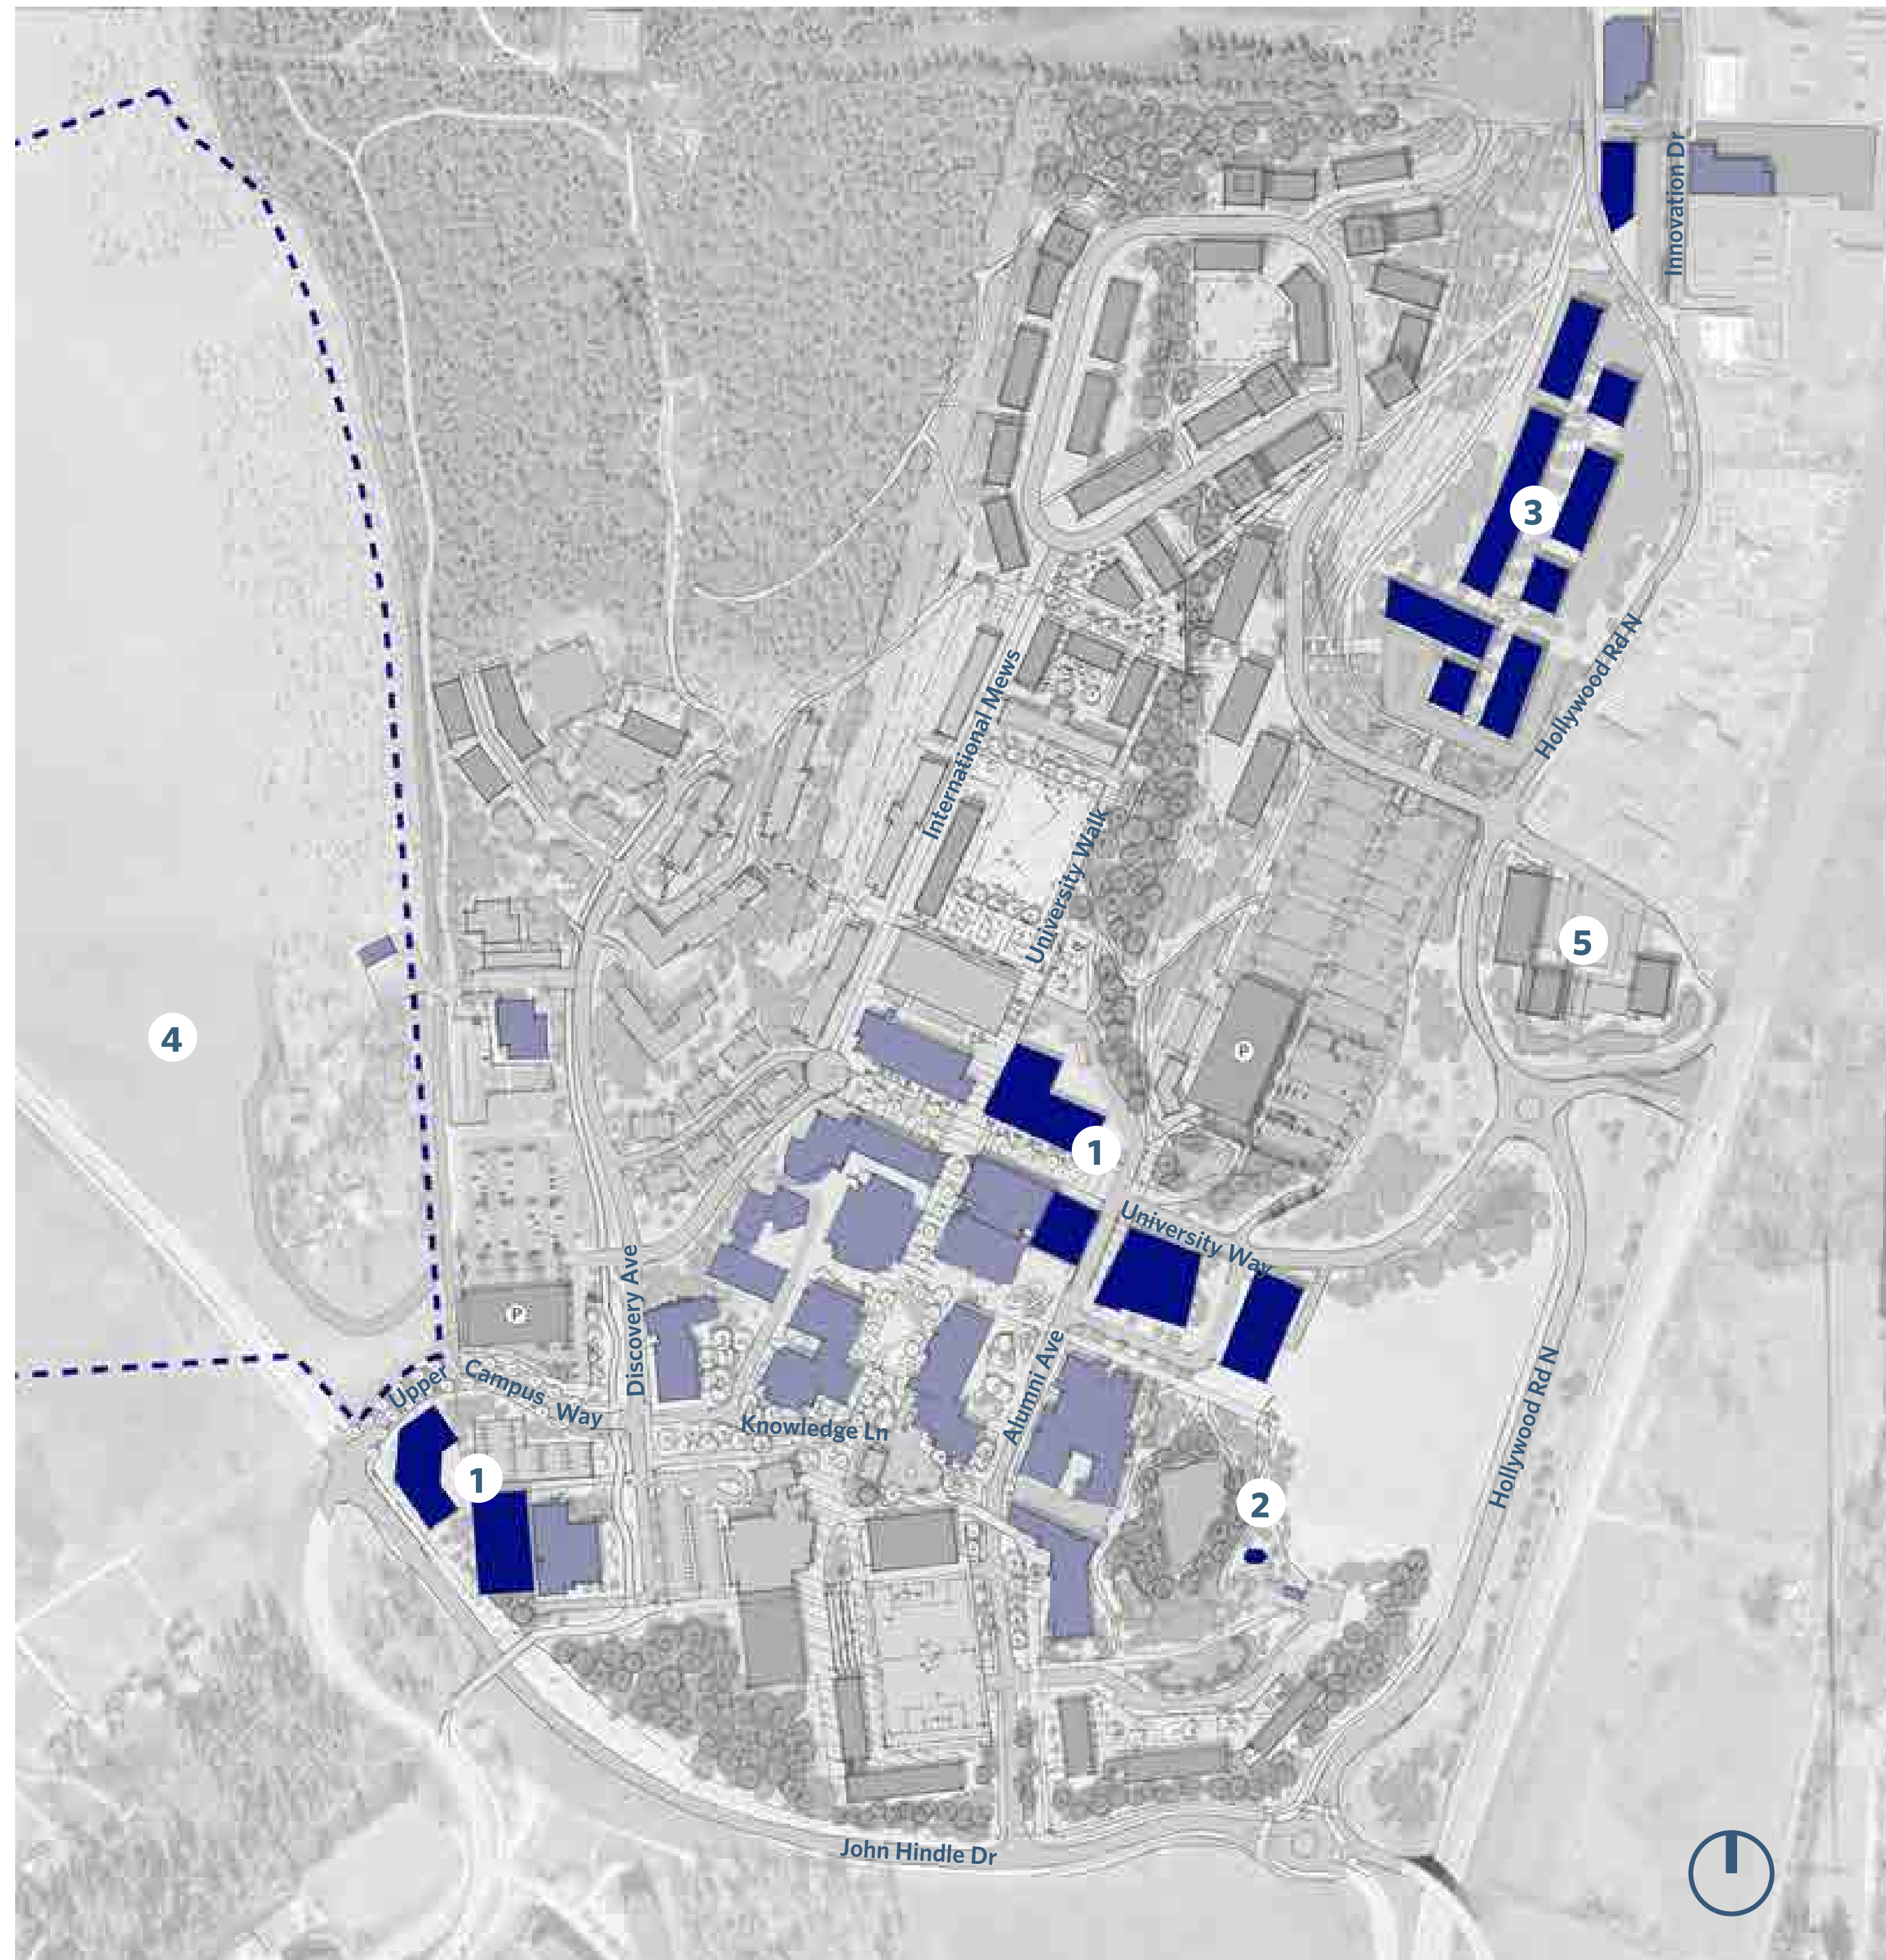 Innovation Dr
3
Hollywood Rd N
International Mews
University Walk
5
4
P
1
University Way
Discovery Ave
P
Upper Campus Way
Alumni Ave
Knowledge Ln
Hollywood Rd N
1
2
John Hindle Dr